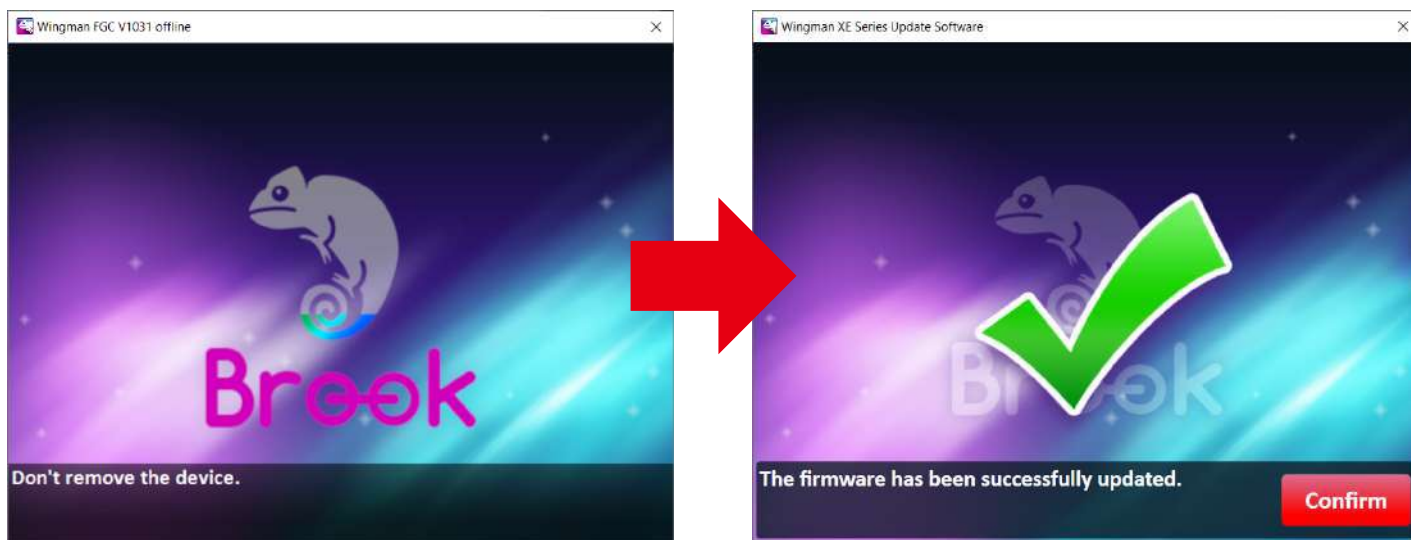 Wingman FGC V1031 offline
Brook
Don't remove the device.
Wingman XE Series Update Software
Brook
The firmware has been successfully updated.
Confirm